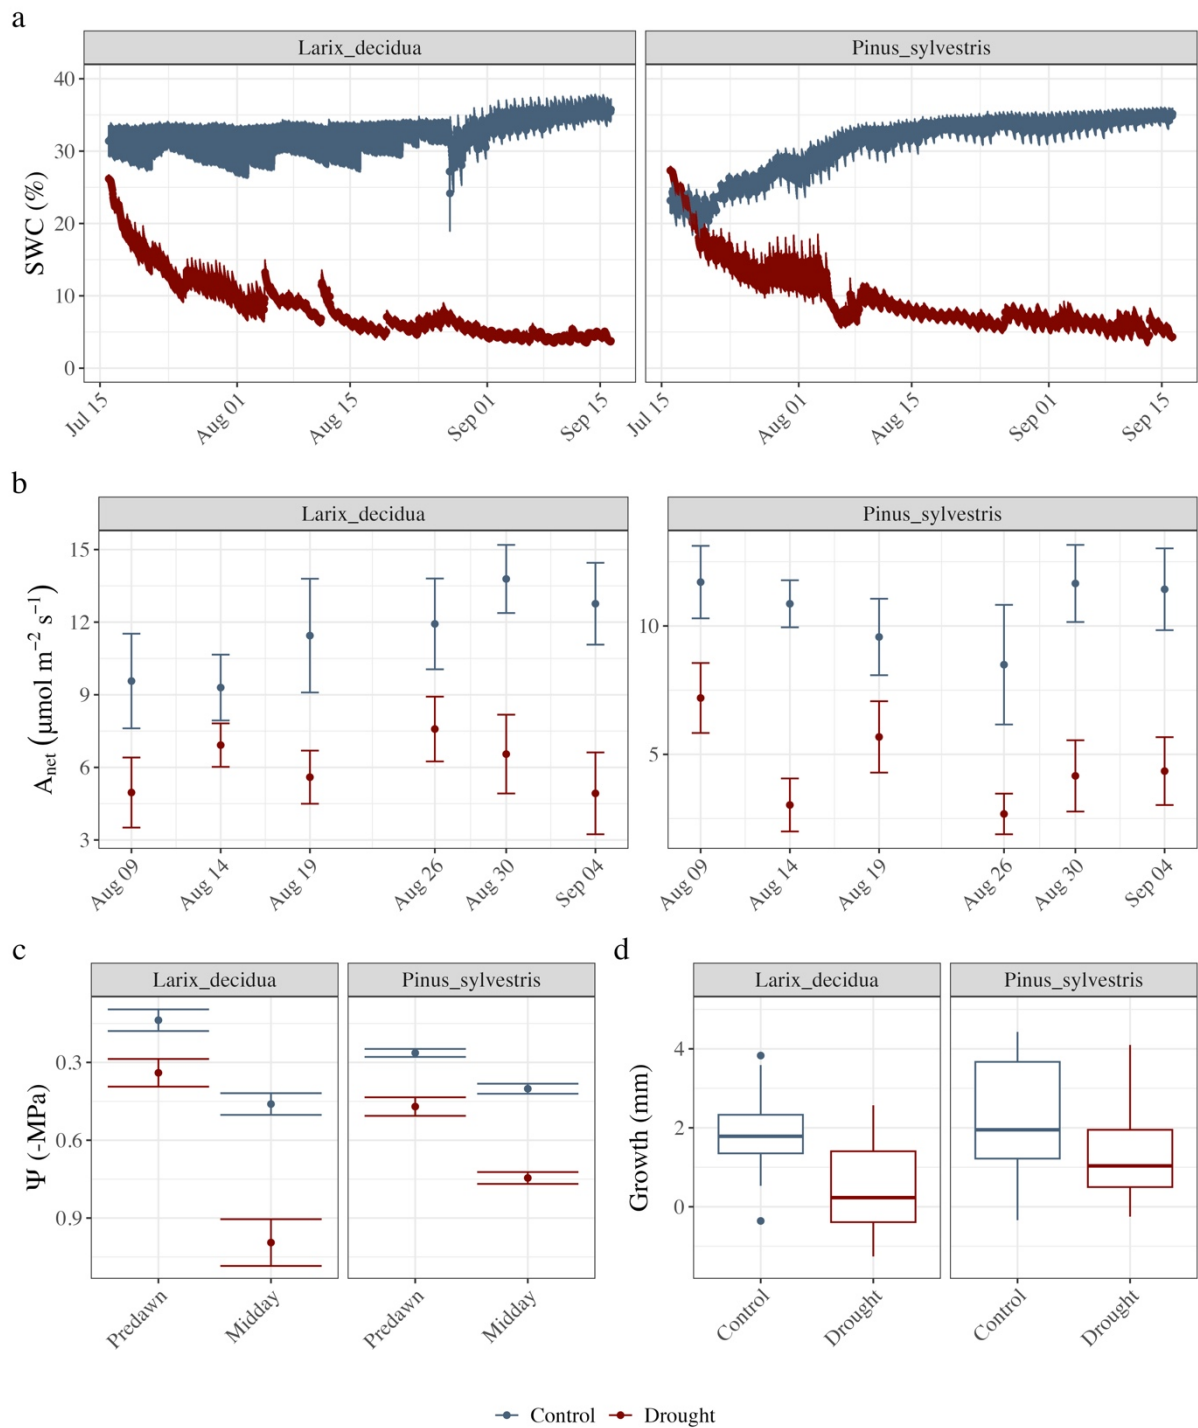 a
Larix_decidua
Pinus_sylvestris
SWC (%)
40
30
20
10
0
Jul 15
Aug 01
Aug 15
Sep 01
Sep 15
Jul 15
Aug 01
Aug 15
Sep 01
Sep 15
b
Larix_decidua
Pinus_sylvestris
Anet (µmol m−2 s−1)
15
12
9
6
3
10
5
Aug 09
Aug 14
Aug 19
Aug 26
Aug 30
Sep 04
Aug 09
Aug 14
Aug 19
Aug 26
Aug 30
Sep 04
c
Larix_decidua
Pinus_sylvestris
Ψ (-MPa)
0.3
0.6
0.9
Predawn
Midday
Predawn
Midday
d
Larix_decidua
Pinus_sylvestris
Growth (mm)
4
2
0
Control
Drought
Control
Drought
Control
Drought